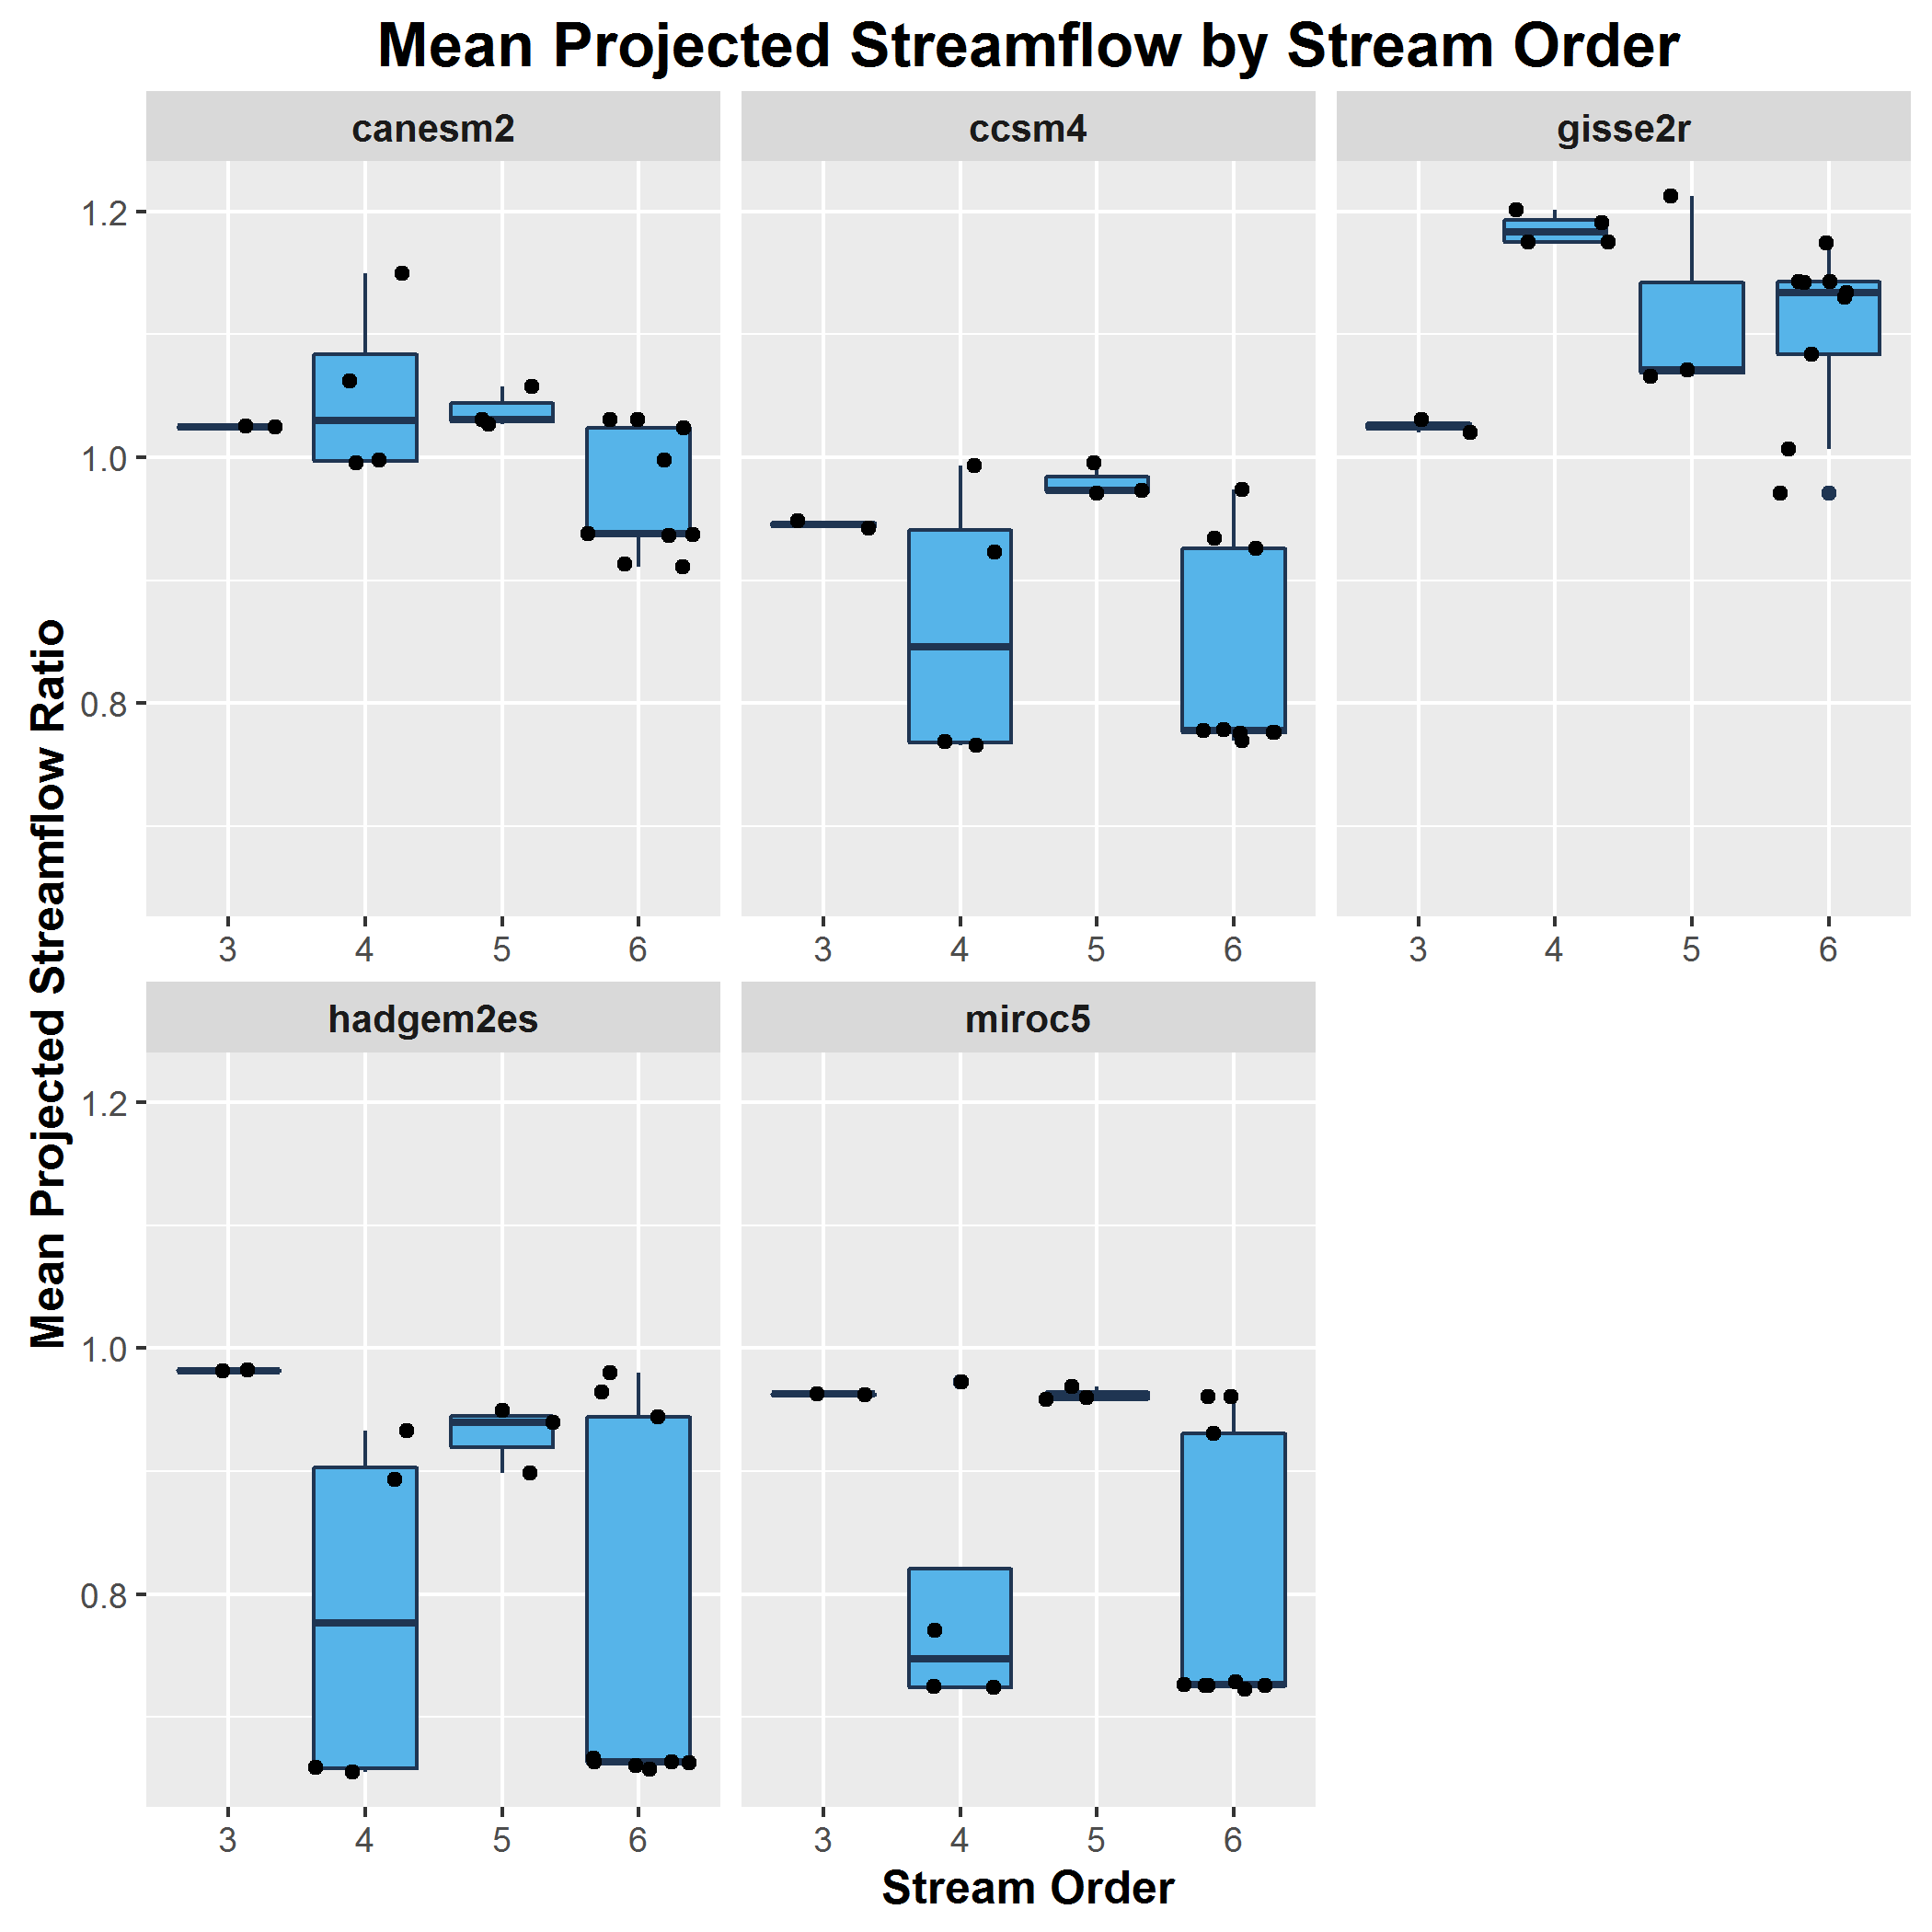 Mean Projected Streamflow by Stream Order
canesm2
ccsm4
gisse2r
Mean Projected Streamflow Ratio
1.2
1.0
0.8
3 4 5 6
3 4 5 6
3 4 5 6
hadgem2es
miroc5
1.2
1.0
0.8
3 4 5 6
3 4 5 6
Stream Order